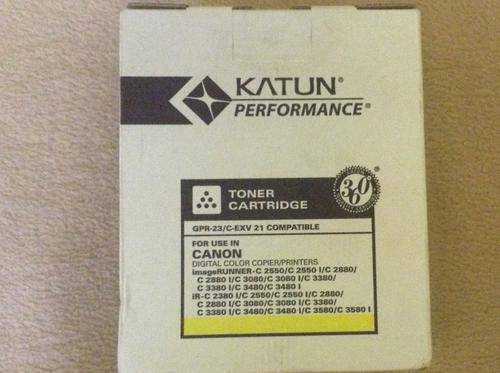 KATUN®
PERFORMANCE®
TONER
CARTRIDGE
360°
®
GPR-23/C-EXV 21 COMPATIBLE
FOR USE IN
CANON
DIGITAL COLOR COPIER/PRINTERS
imageRUNNER-C 2550/C 2550 I/C 2880/
C 2880 I/C 3080/C 3080 I/C 3380/
C 3380 I/C 3480/C 3480 I
iR-C 2380 I/C 2550/C 2550 I/C 2880/
C 2880 I/C 3080/C 3080 I/C 3380/
C 3380 I/C 3480/C 3480 I/C 3580/C 3580 I